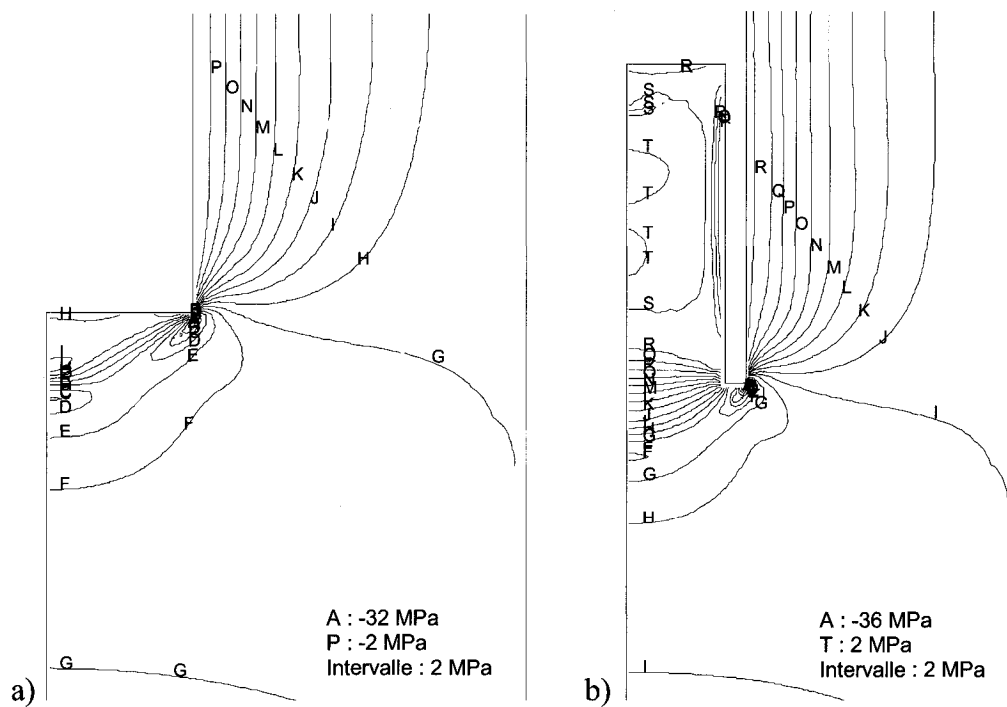 P
O
N
M
L
K
J
I
H
G
H
D
E
F
D
E
F
G
G
A : -32 MPa
P : -2 MPa
Intervalle : 2 MPa
a)
R
S
S
T
T
T
T
S
R
R
Q
P
O
N
M
L
K
J
I
M
K
J
H
G
F
G
H
G
I
I
A : -36 MPa
T : 2 MPa
Intervalle : 2 MPa
b)